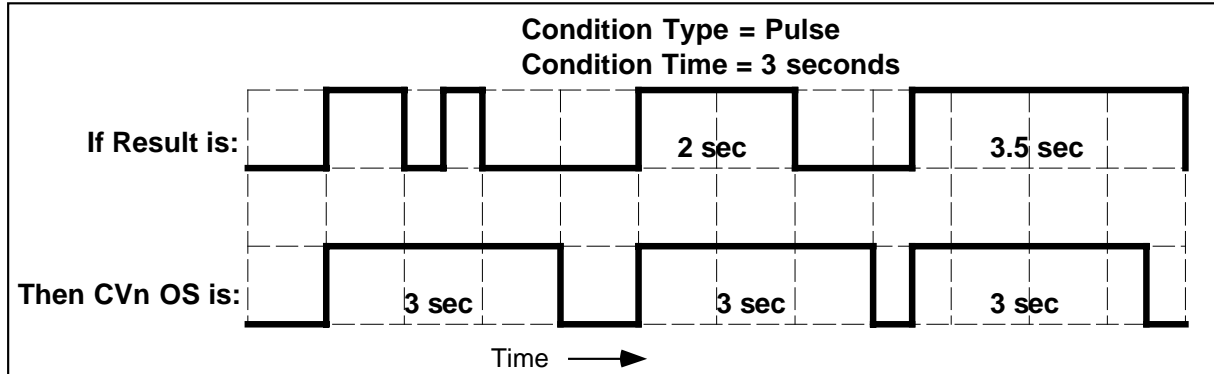 Condition Type = Pulse
Condition Time = 3 seconds
If Result is:
2 sec
3.5 sec
Then CVn OS is:
3 sec
3 sec
3 sec
Time